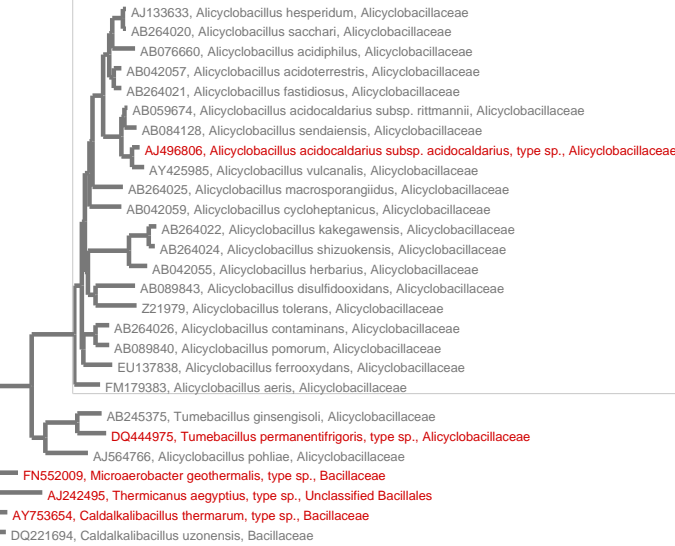 AJ133633, Alicyclobacillus hesperidum, Alicyclobacillaceae
AB264020, Alicyclobacillus sacchari, Alicyclobacillaceae
AB076660, Alicyclobacillus acidiphilus, Alicyclobacillaceae
AB042057, Alicyclobacillus acidoterrestris, Alicyclobacillaceae
AB264021, Alicyclobacillus fastidiosus, Alicyclobacillaceae
AB059674, Alicyclobacillus acidocaldarius subsp. rittmannii, Alicyclobacillaceae
AB084128, Alicyclobacillus sendaiensis, Alicyclobacillaceae
AJ496806, Alicyclobacillus acidocaldarius subsp. acidocaldarius, type sp., Alicyclobacillaceae
AY425985, Alicyclobacillus vulcanalis, Alicyclobacillaceae
AB264025, Alicyclobacillus macrosporangiidus, Alicyclobacillaceae
AB042059, Alicyclobacillus cycloheptanicus, Alicyclobacillaceae
AB264022, Alicyclobacillus kakegawensis, Alicyclobacillaceae
AB264024, Alicyclobacillus shizuokensis, Alicyclobacillaceae
AB042055, Alicyclobacillus herbarius, Alicyclobacillaceae
AB089843, Alicyclobacillus disulfidooxidans, Alicyclobacillaceae
Z21979, Alicyclobacillus tolerans, Alicyclobacillaceae
AB264026, Alicyclobacillus contaminans, Alicyclobacillaceae
AB089840, Alicyclobacillus pomorum, Alicyclobacillaceae
EU137838, Alicyclobacillus ferrooxydans, Alicyclobacillaceae
FM179383, Alicyclobacillus aeris, Alicyclobacillaceae
AB245375, Tumebacillus ginsengisoli, Alicyclobacillaceae
DQ444975, Tumebacillus permanentifrigoris, type sp., Alicyclobacillaceae
AJ564766, Alicyclobacillus pohliae, Alicyclobacillaceae
FN552009, Microaerobacter geothermalis, type sp., Bacillaceae
AJ242495, Thermicanus aegyptius, type sp., Unclassified Bacillales
AY753654, Caldalkalibacillus thermarum, type sp., Bacillaceae
DQ221694, Caldalkalibacillus uzonensis, Bacillaceae